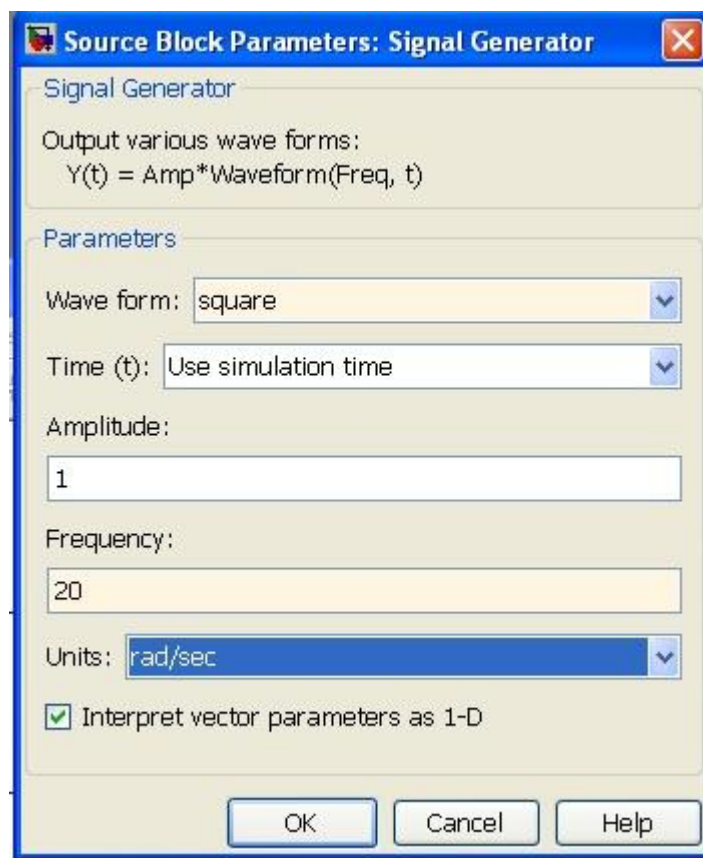 Source Block Parameters: Signal Generator
Signal Generator
Output various wave forms:
Y(t) = Amp*Waveform(Freq, t)
Parameters
Wave form: square
Time (t): Use simulation time
Amplitude:
1
Frequency:
20
Units: rad/sec
Interpret vector parameters as 1-D
OK Cancel Help